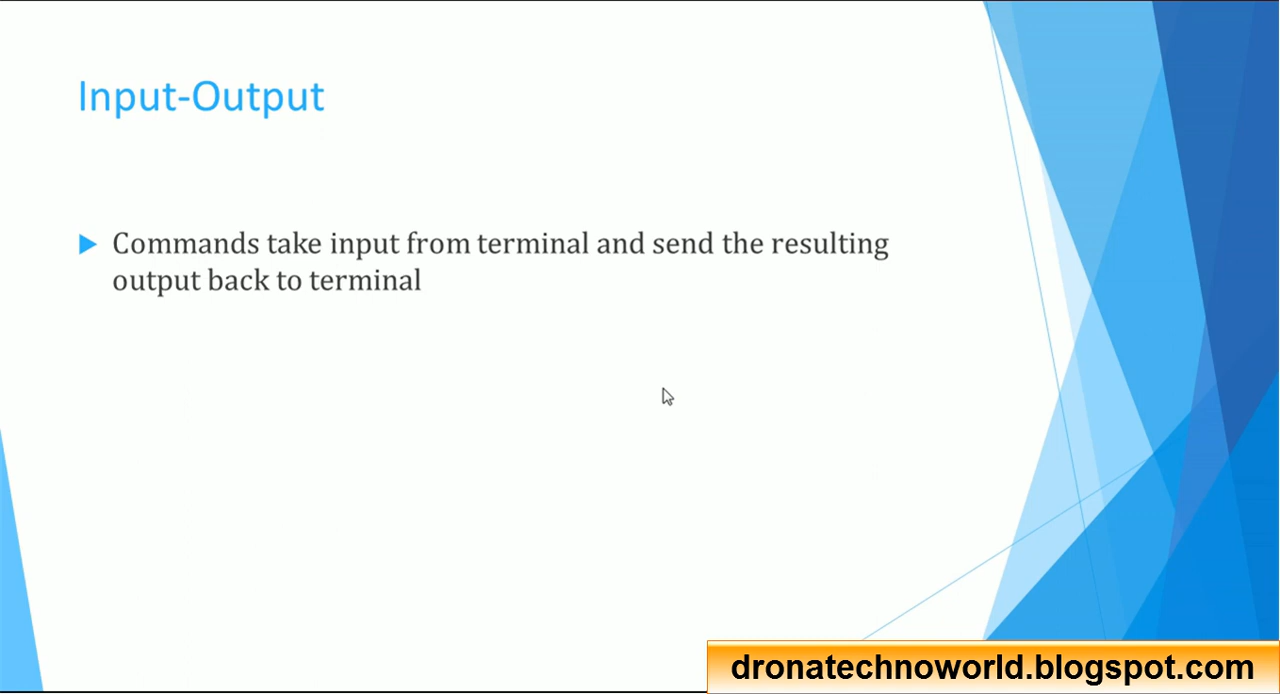 Input-Output
Commands take input from terminal and send the resulting
output back to terminal
dronatechnoworld.blogspot.com